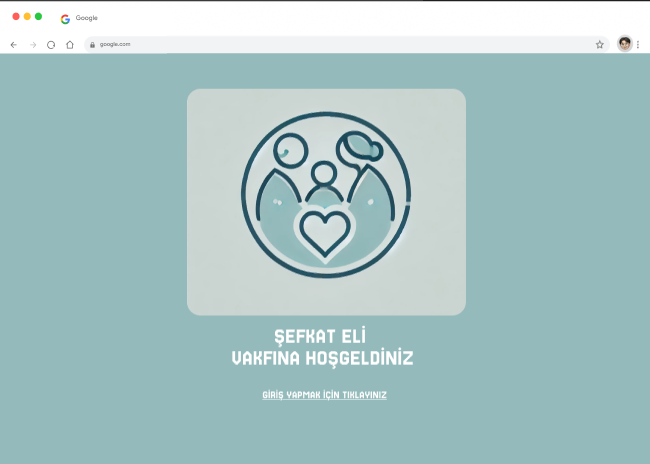 Google
google.com
ŞEFKAT ELİ
VAKFINA HOŞGELDİNİZ
GİRİŞ YAPMAK İÇİN TIKLAYINIZ